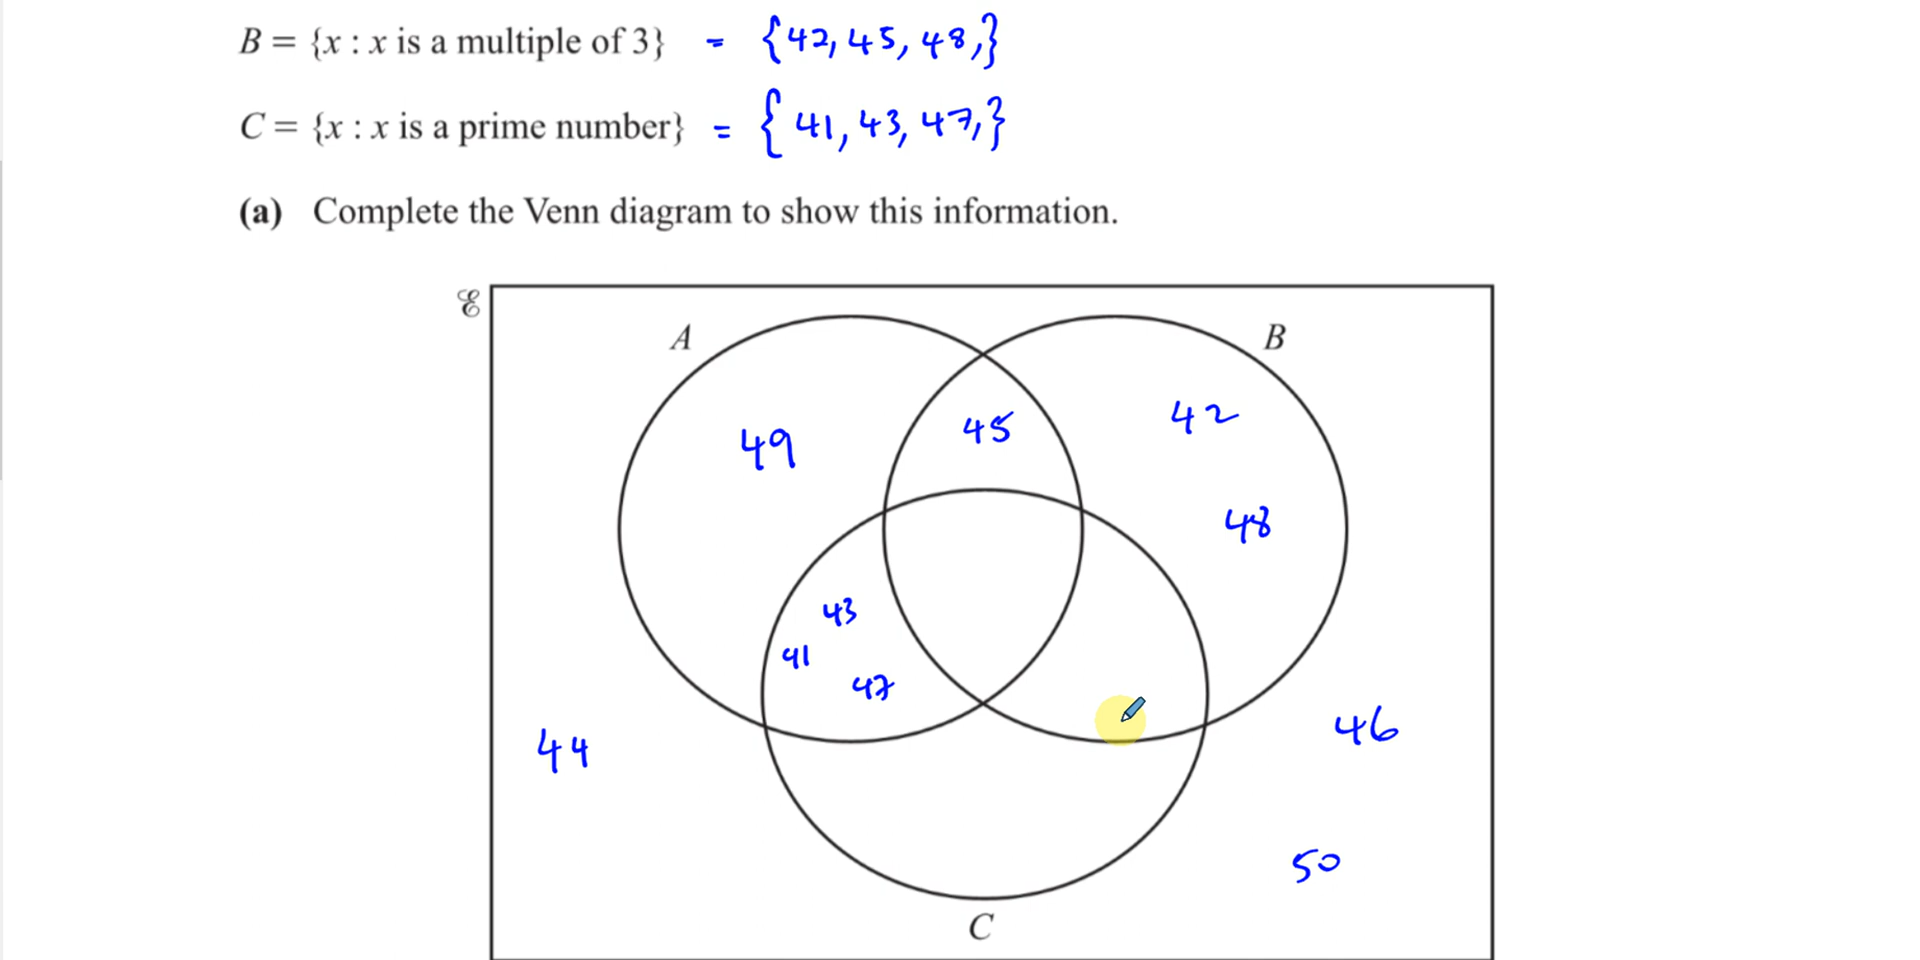 B = {x : x is a multiple of 3} = {42, 45, 48,}
C = {x : x is a prime number} = {41, 43, 47,}
(a) Complete the Venn diagram to show this information.
ℰ
A
B
49
45
42
48
43
41
47
44
46
50
C